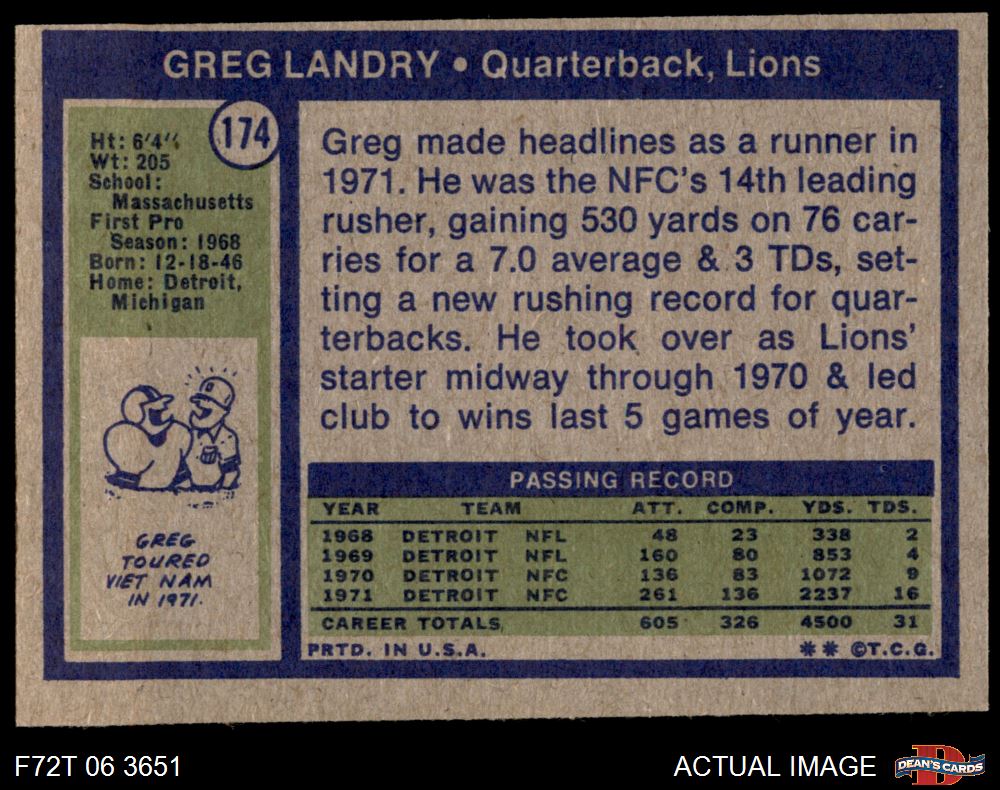 GREG LANDRY • Quarterback, Lions
174
Ht: 6'4"
Wt: 205
School:
Massachusetts
First Pro
Season: 1968
Born: 12-18-46
Home: Detroit,
Michigan
GREG
TOURED
VIET NAM
IN 1971.
Greg made headlines as a runner in
1971. He was the NFC's 14th leading
rusher, gaining 530 yards on 76 car-
ries for a 7.0 average & 3 TDs, set-
ting a new rushing record for quar-
terbacks. He took over as Lions'
starter midway through 1970 & led
club to wins last 5 games of year.
PASSING RECORD
YEAR TEAM ATT. COMP. YDS. TDS.
1968 DETROIT NFL 48 23 338 2
1969 DETROIT NFL 160 80 853 4
1970 DETROIT NFC 136 83 1072 9
1971 DETROIT NFC 261 136 2237 16
CAREER TOTALS 605 326 4500 31
PRTD. IN U.S.A. ** ©T.C.G.
F72T 06 3651
ACTUAL IMAGE
DEAN'S CARDS